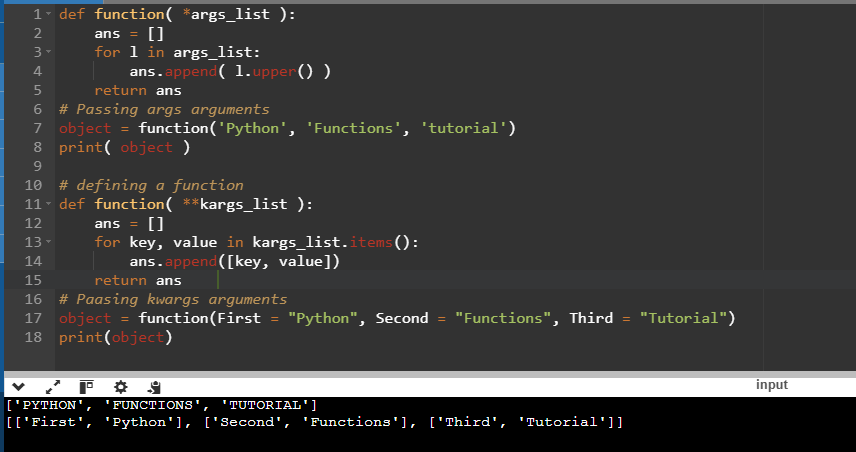 1 def function( *args_list ):
2     ans = []
3     for l in args_list:
4         ans.append( l.upper() )
5     return ans
6 # Passing args arguments
7 object = function('Python', 'Functions', 'tutorial')
8 print( object )
9
10 # defining a function
11 def function( **kargs_list ):
12     ans = []
13     for key, value in kargs_list.items():
14         ans.append([key, value])
15     return ans
16 # Paasing kwargs arguments
17 object = function(First = "Python", Second = "Functions", Third = "Tutorial")
18 print(object)
input
['PYTHON', 'FUNCTIONS', 'TUTORIAL']
[['First', 'Python'], ['Second', 'Functions'], ['Third', 'Tutorial']]